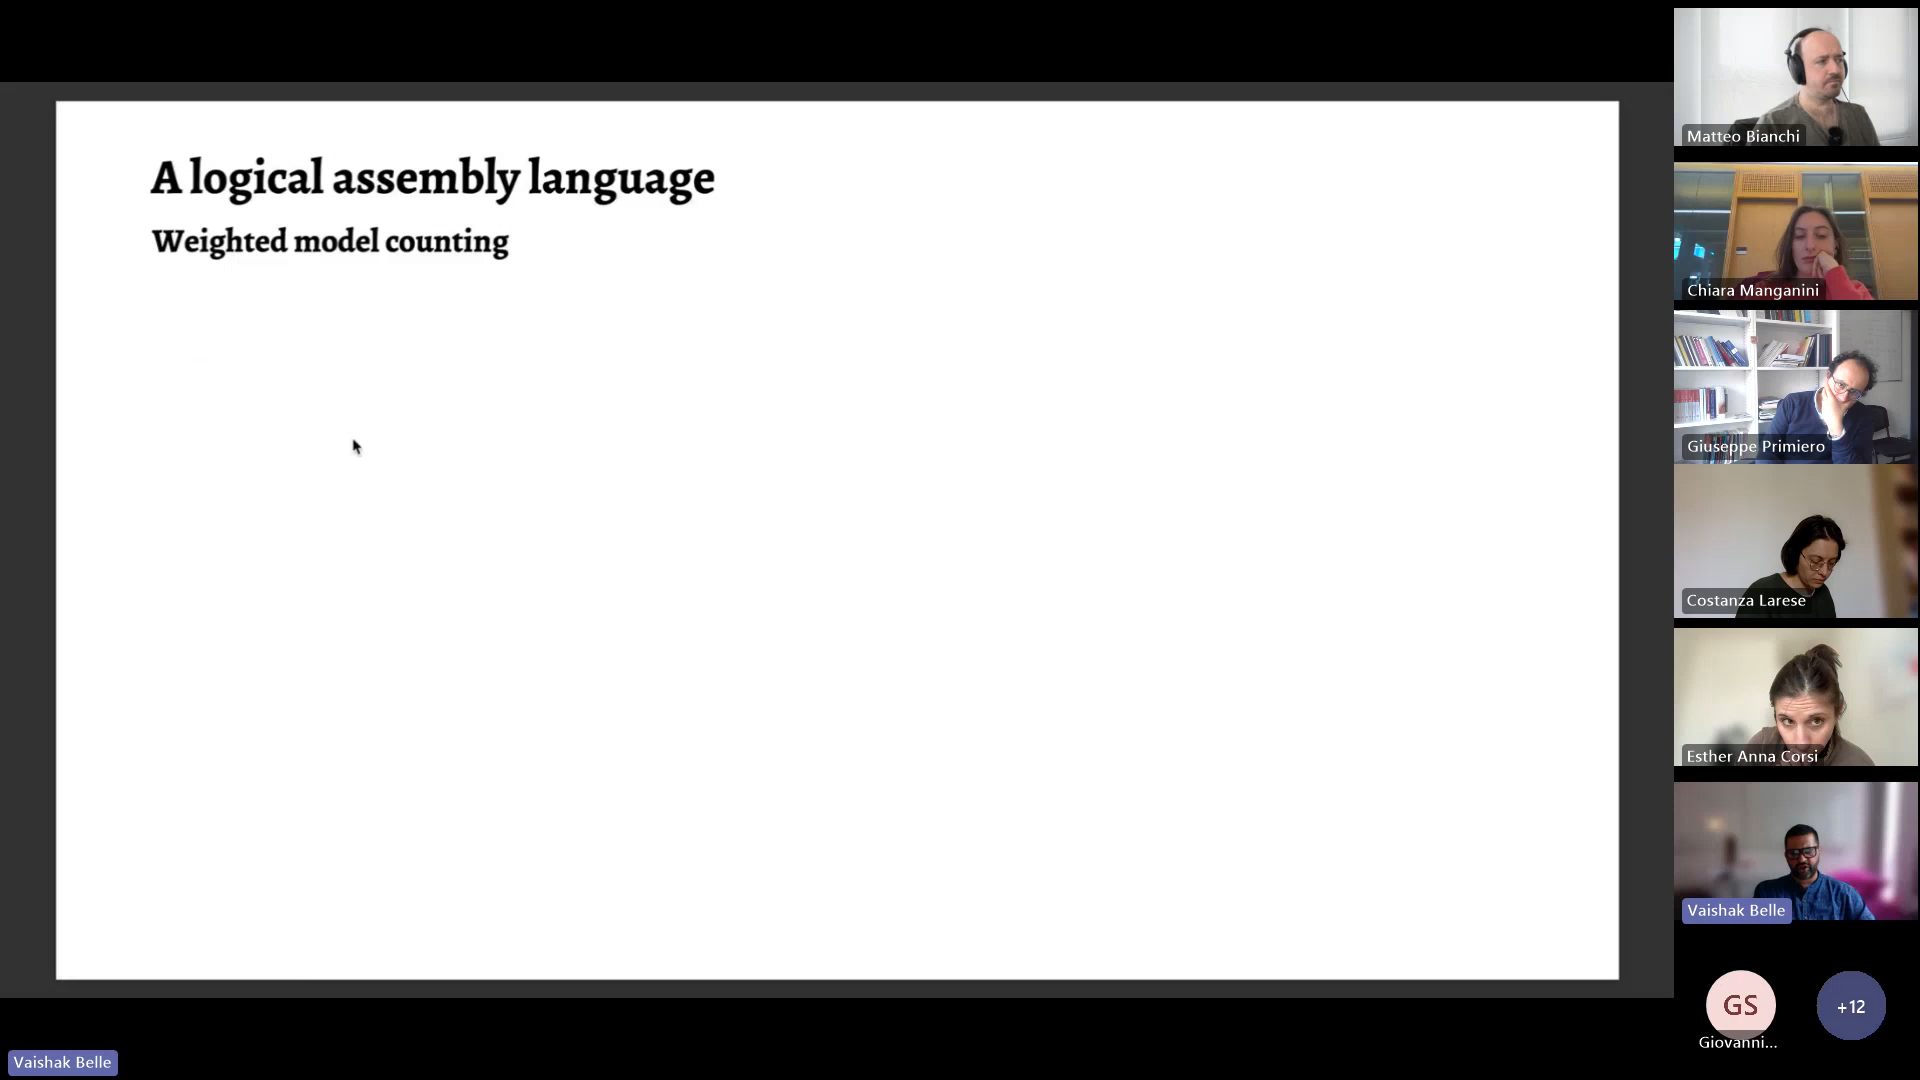 A logical assembly language
Weighted model counting
Matteo Bianchi
Chiara Manganini
Giuseppe Primiero
Costanza Larese
Esther Anna Corsi
Vaishak Belle
GS
+12
Giovanni...
Vaishak Belle